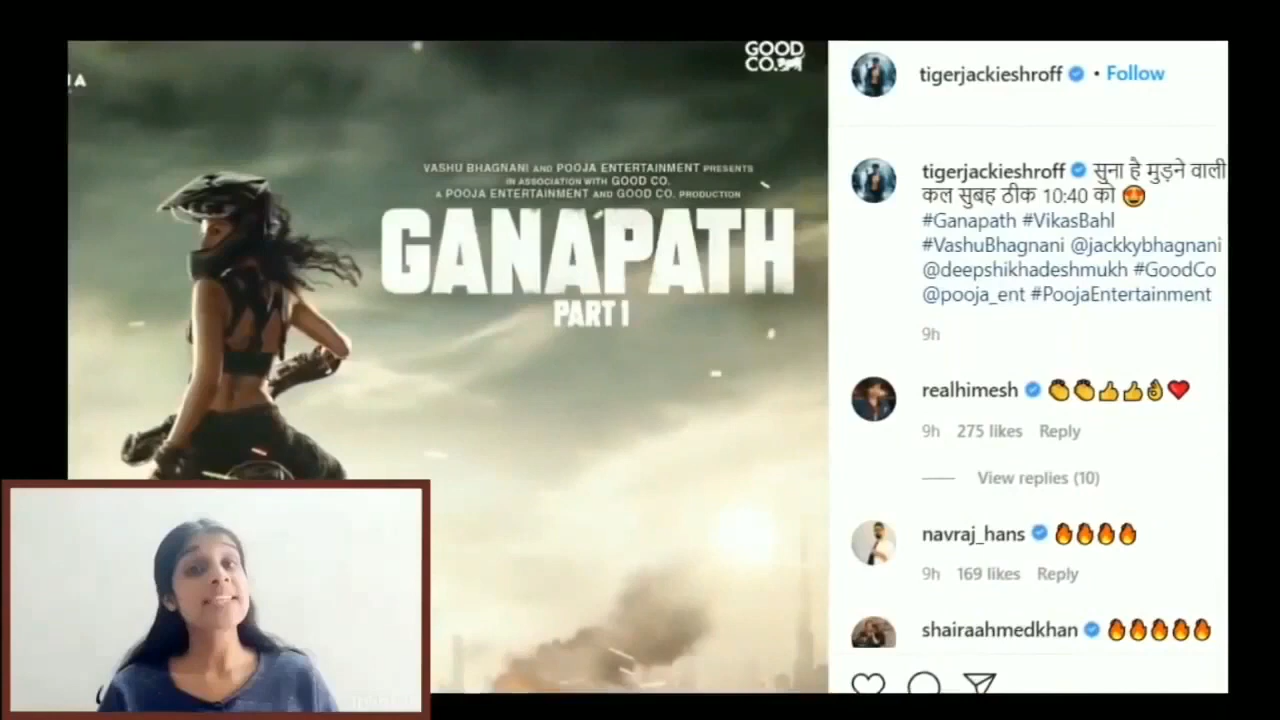 GOOD
CO.
VASHU BHAGNANI AND POOJA ENTERTAINMENT PRESENTS
IN ASSOCIATION WITH GOOD CO.
A POOJA ENTERTAINMENT AND GOOD CO. PRODUCTION
GANAPATH
PART 1
tigerjackieshroff • Follow
tigerjackieshroff सुना है मुड़ने वाली
कल सुबह ठीक 10:40 को 😍
#Ganapath #VikasBahl
#VashuBhagnani @jackkybhagnani
@deepshikhadeshmukh #GoodCo
@pooja_ent #PoojaEntertainment
9h
realhimesh 👏👏👍👍👌❤️
9h 275 likes Reply
View replies (10)
navraj_hans 🔥🔥🔥🔥
9h 169 likes Reply
shairaahmedkhan 🔥🔥🔥🔥🔥